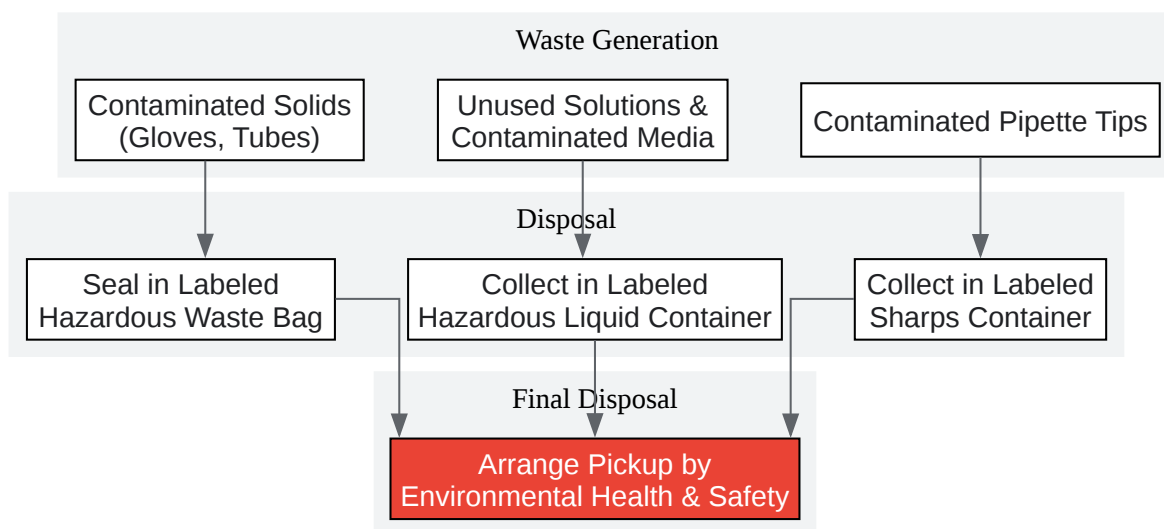 Waste Generation
Contaminated Solids
(Gloves, Tubes)
Unused Solutions &
Contaminated Media
Contaminated Pipette Tips
Disposal
Seal in Labeled
Hazardous Waste Bag
Collect in Labeled
Hazardous Liquid Container
Collect in Labeled
Sharps Container
Final Disposal
Arrange Pickup by
Environmental Health & Safety